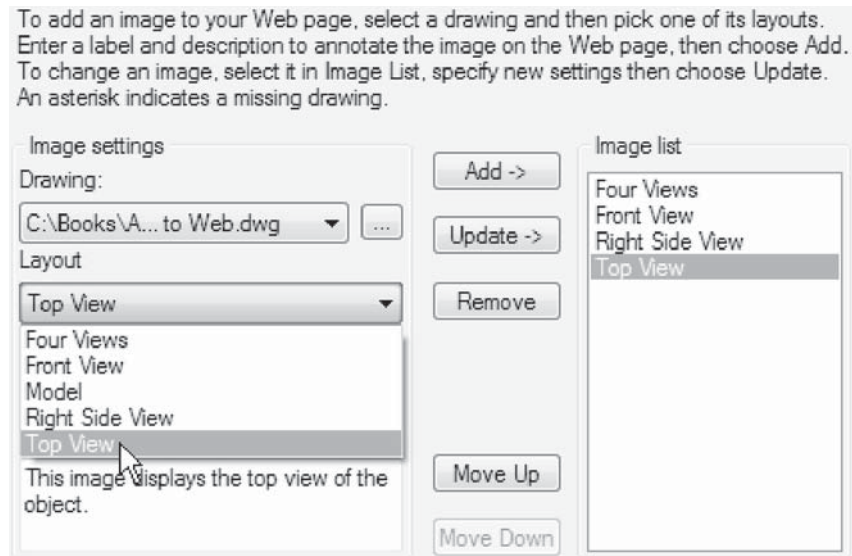 To add an image to your Web page, select a drawing and then pick one of its layouts.
Enter a label and description to annotate the image on the Web page, then choose Add.
To change an image, select it in Image List, specify new settings then choose Update.
An asterisk indicates a missing drawing.
Image settings
Drawing:
C:\Books\A... to Web.dwg
...
Layout
Top View
Four Views
Front View
Model
Right Side View
Top View
This image displays the top view of the
object.
Add ->
Update ->
Remove
Move Up
Move Down
Image list
Four Views
Front View
Right Side View
Top View